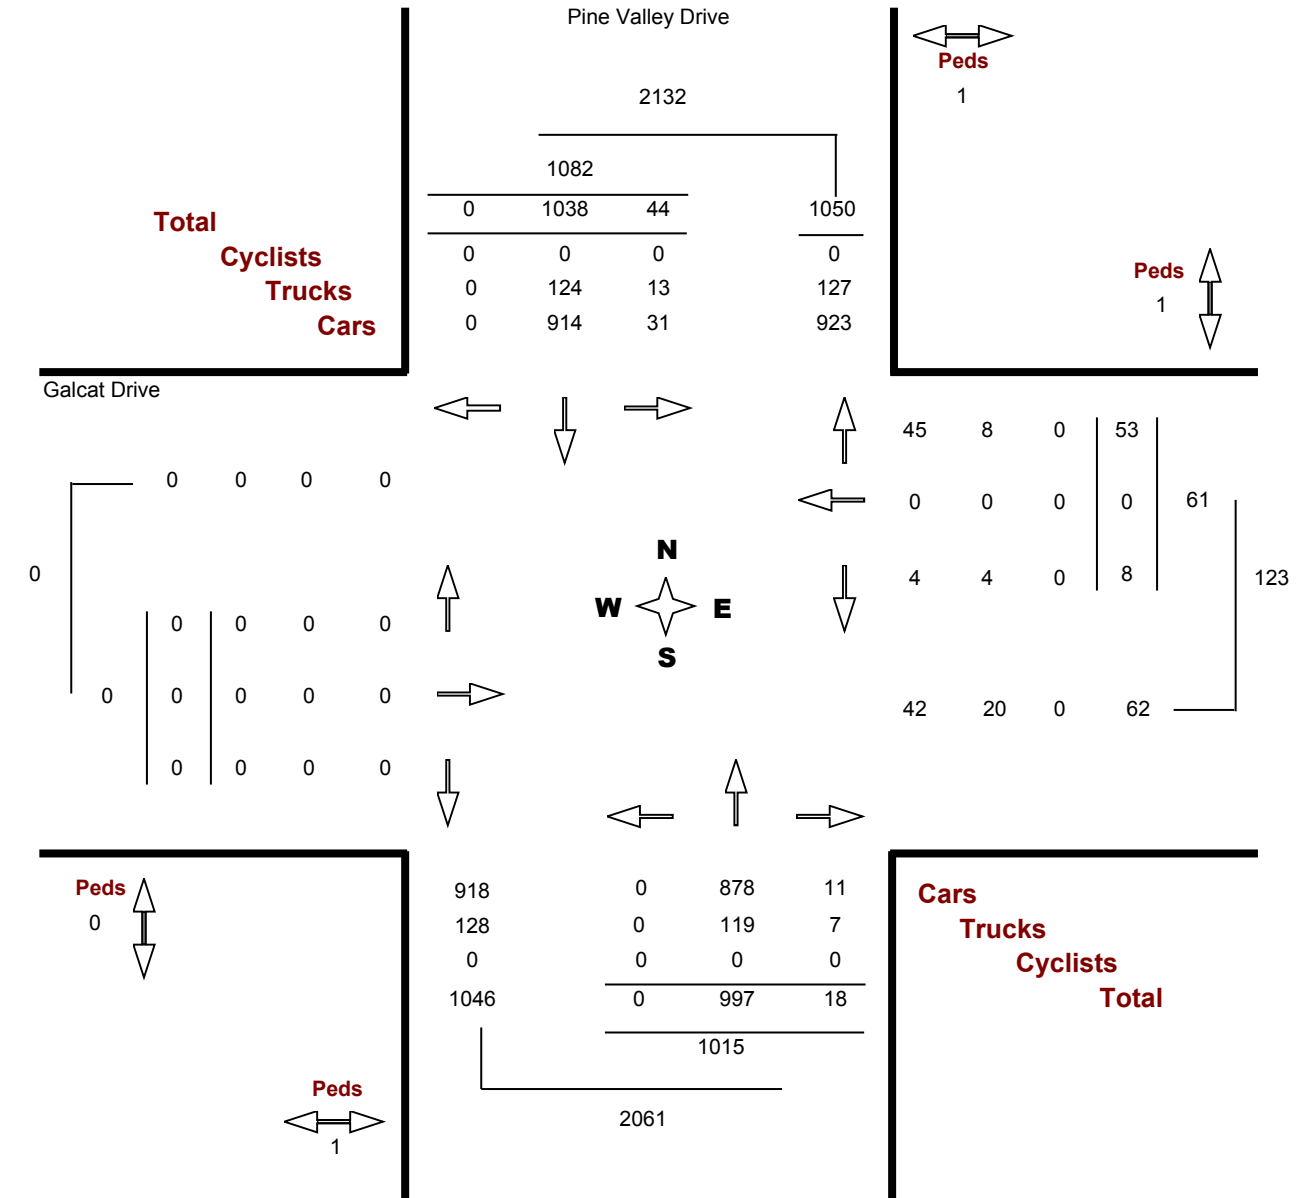 Pine Valley Drive
Peds
1
2132
1082
Total 0 1038 44 1050
Cyclists 0 0 0 0
Trucks 0 124 13 127
Cars 0 914 31 923
Peds
1
Galcat Drive
45 8 0 53
0 0 0 0
0 0 0 0 61
N
0
W E
4 4 0 8 123
S
0 0 0 0
0 0 0 0 0
42 20 0 62
0 0 0 0
Peds
0
918 0 878 11
128 0 119 7
0 0 0 0
1046 0 997 18
1015
Cars
Trucks
Cyclists
Total
Peds
1
2061